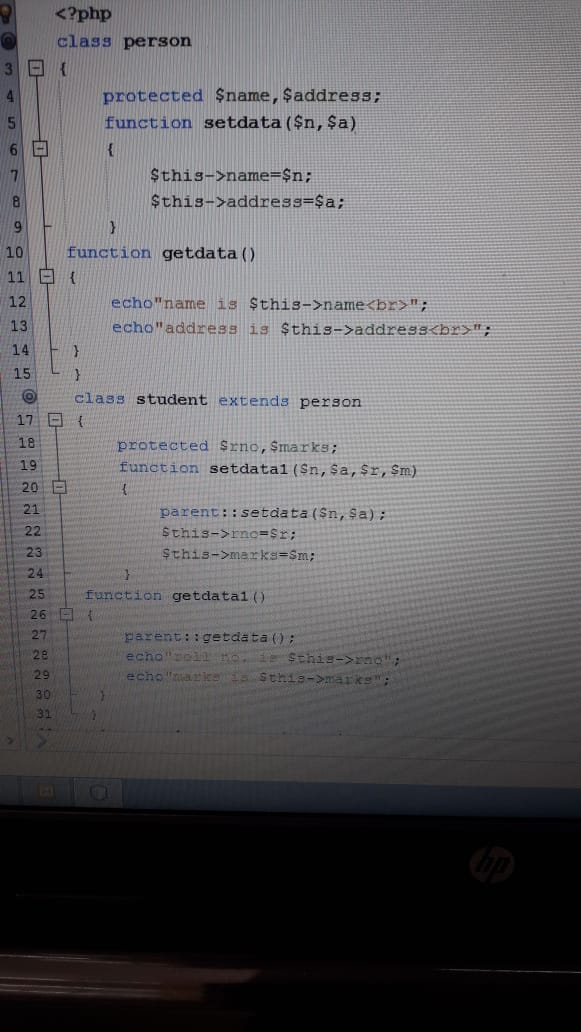 <?php
class person
3 {
4 protected $name,$address;
5 function setdata($n,$a)
6 {
7 $this->name=$n;
8 $this->address=$a;
9 }
10 function getdata()
11 {
12 echo"name is $this->name<br>";
13 echo"address is $this->address<br>";
14 }
15 }
class student extends person
17 {
18 protected $rno,$marks;
19 function setdata1($n,$a,$r,$m)
20 {
21 parent::setdata($n,$a);
22 $this->rno=$r;
23 $this->marks=$m;
24 }
25 function getdata1()
26 {
27 parent::getdata();
28 echo"roll no. is $this->rno";
29 echo"marks is $this->marks";
30 }
31 }
hp